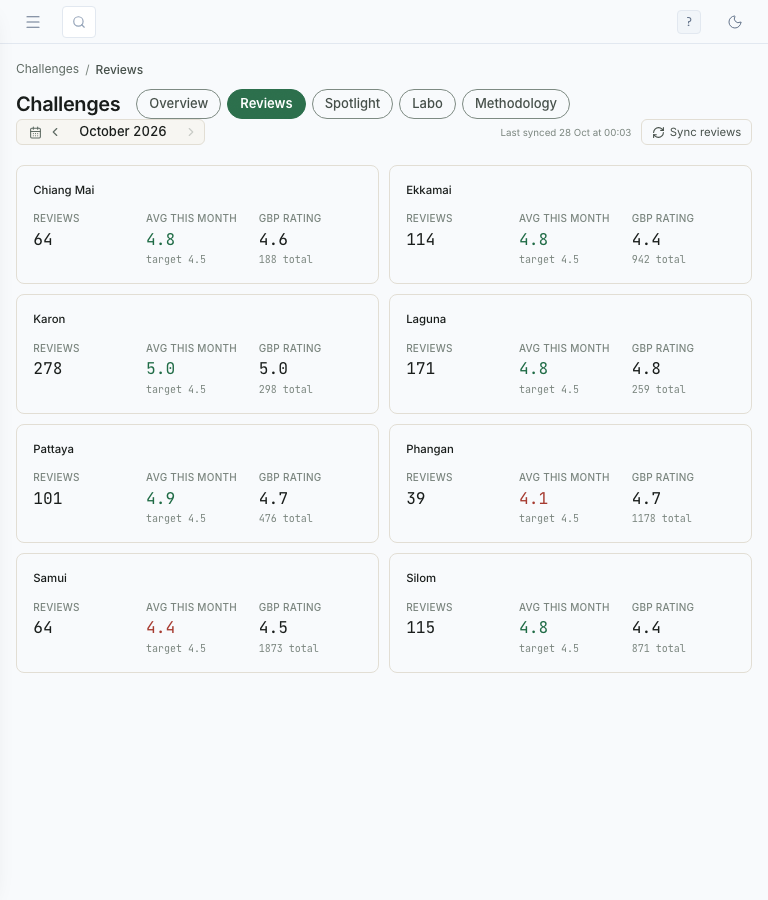 ?
Challenges / Reviews
Challenges Overview Reviews Spotlight Labo Methodology
October 2026 Last synced 28 Oct at 00:03 Sync reviews
Chiang Mai
REVIEWS AVG THIS MONTH GBP RATING
64 4.8 4.6
target 4.5 188 total
Ekkamai
REVIEWS AVG THIS MONTH GBP RATING
114 4.8 4.4
target 4.5 942 total
Karon
REVIEWS AVG THIS MONTH GBP RATING
278 5.0 5.0
target 4.5 298 total
Laguna
REVIEWS AVG THIS MONTH GBP RATING
171 4.8 4.8
target 4.5 259 total
Pattaya
REVIEWS AVG THIS MONTH GBP RATING
101 4.9 4.7
target 4.5 476 total
Phangan
REVIEWS AVG THIS MONTH GBP RATING
39 4.1 4.7
target 4.5 1178 total
Samui
REVIEWS AVG THIS MONTH GBP RATING
64 4.4 4.5
target 4.5 1873 total
Silom
REVIEWS AVG THIS MONTH GBP RATING
115 4.8 4.4
target 4.5 871 total